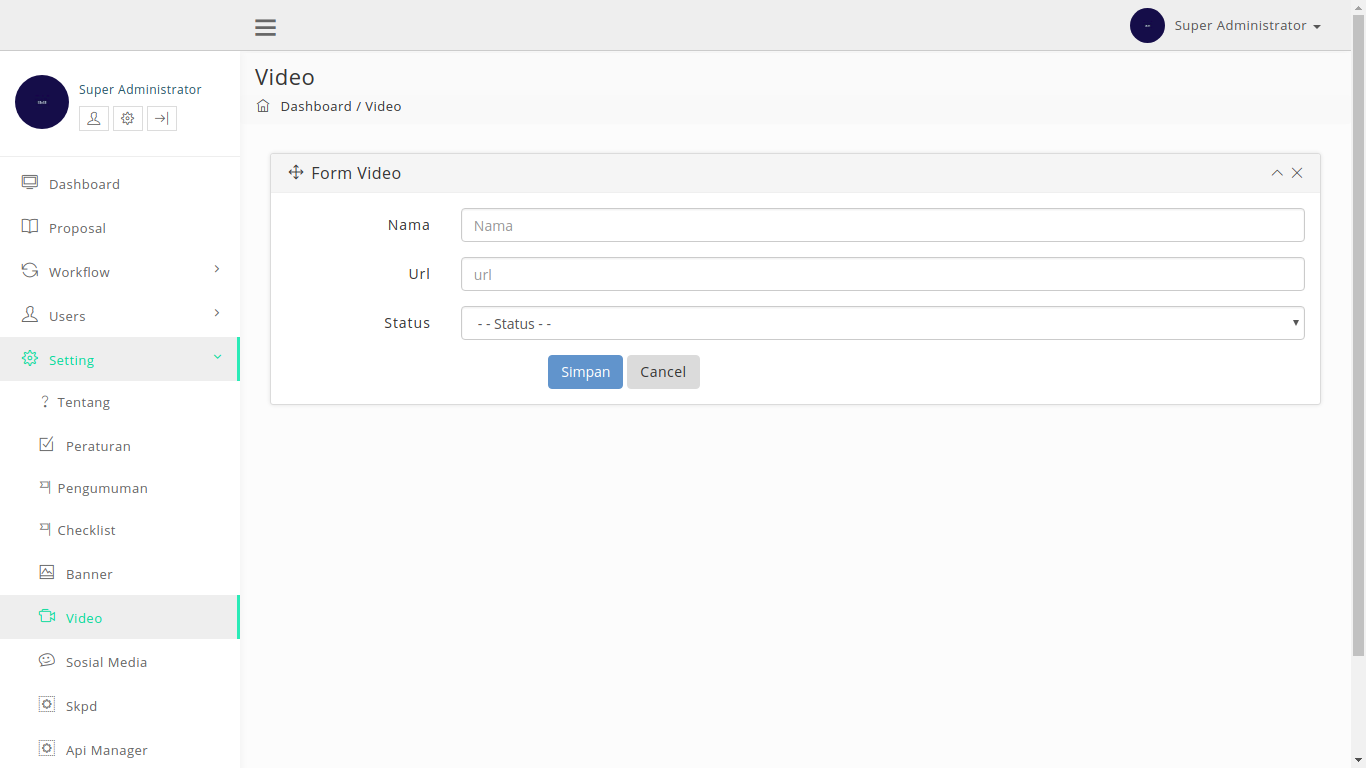 Super Administrator
Super Administrator
Video
Dashboard / Video
Dashboard
Proposal
Workflow
Users
Setting
Tentang
Peraturan
Pengumuman
Checklist
Banner
Video
Sosial Media
Skpd
Api Manager
Form Video
Nama
Nama
Url
url
Status
- - Status - -
Simpan
Cancel